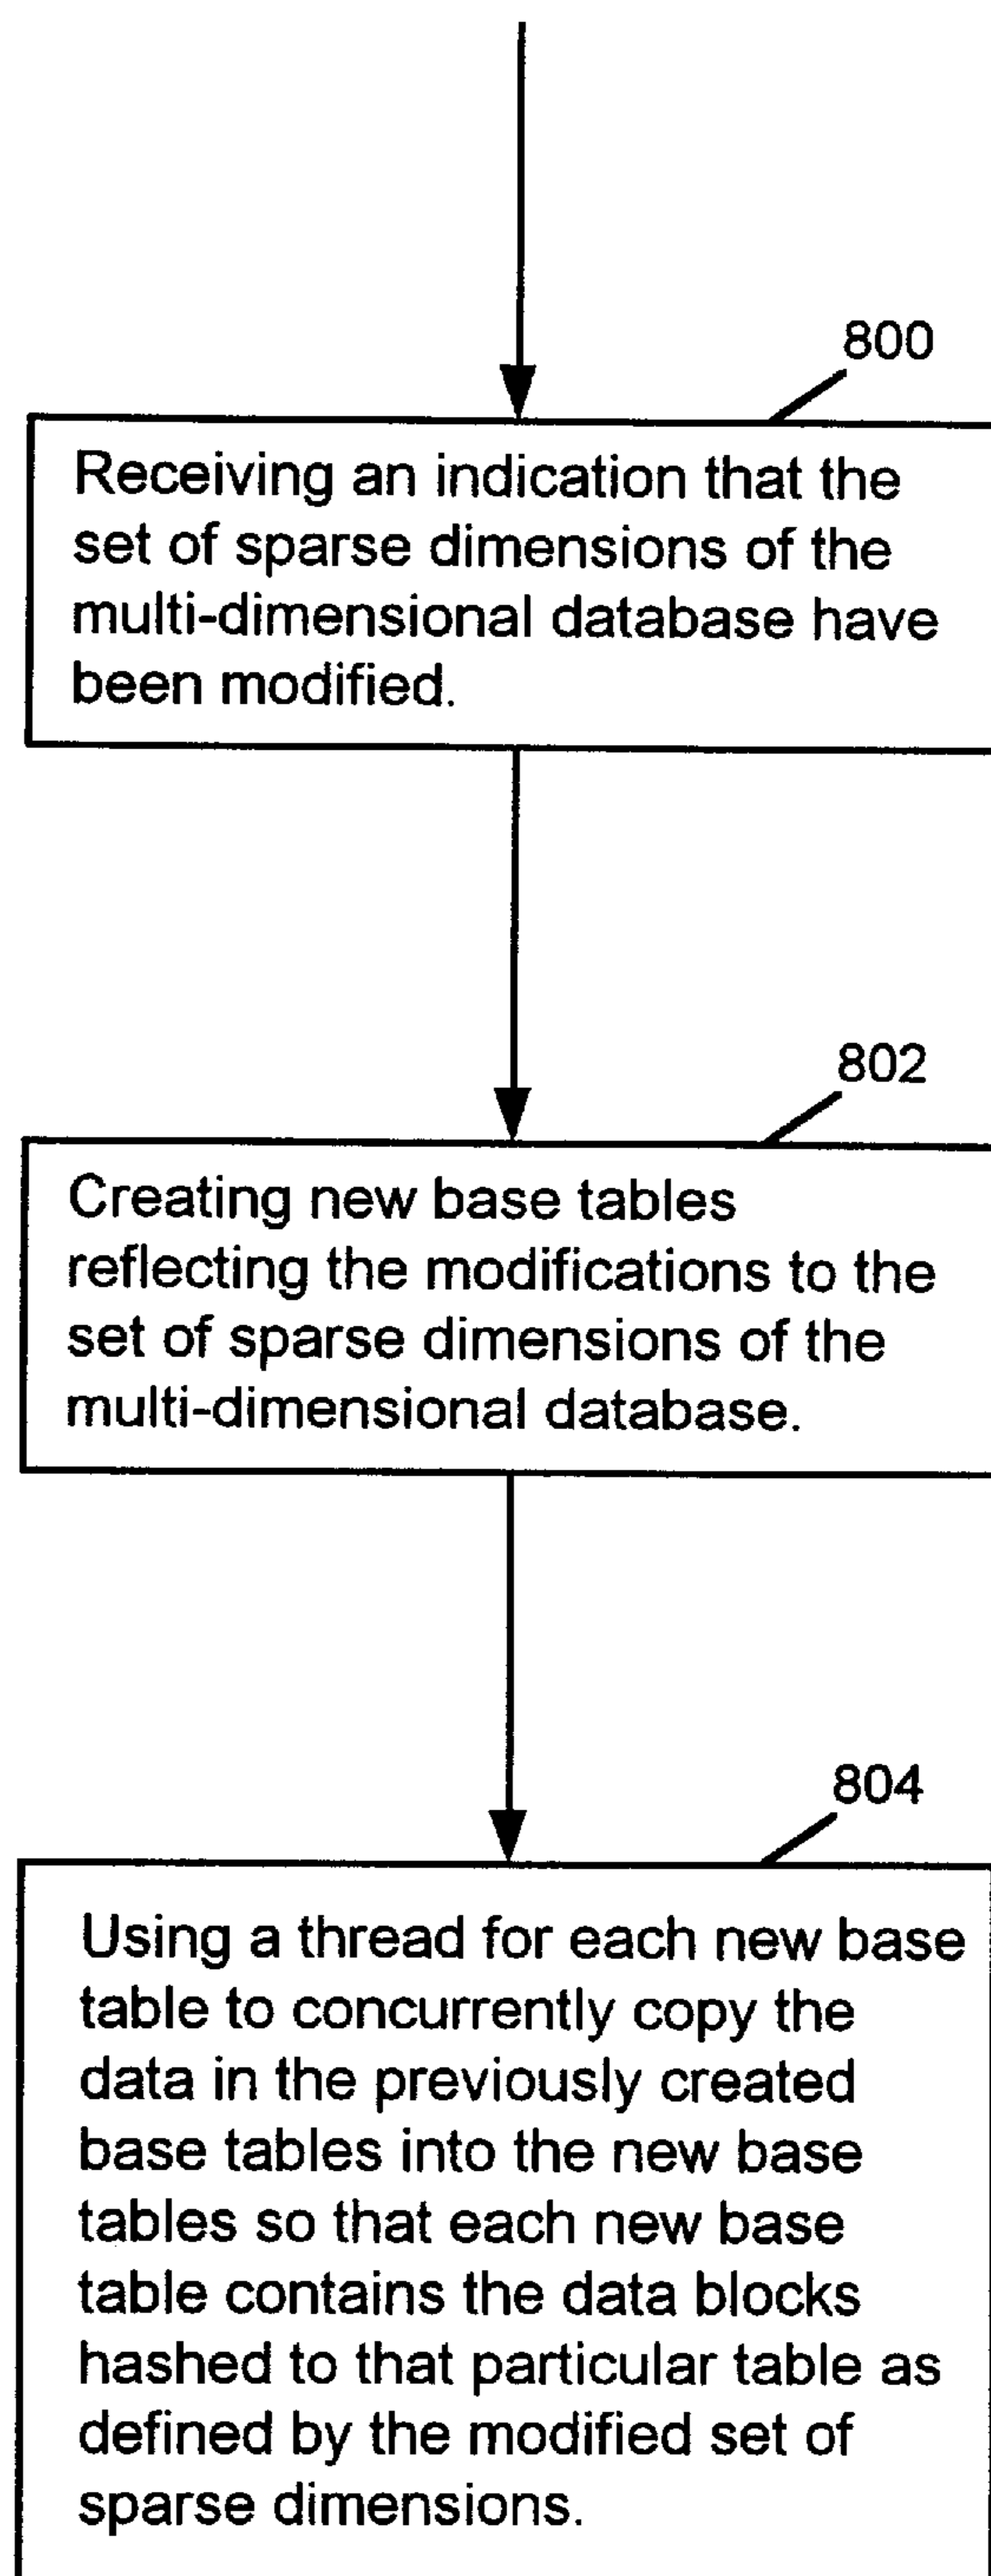 800
Receiving an indication that the
set of sparse dimensions of the
multi-dimensional database have
been modified.
802
Creating new base tables
reflecting the modifications to the
set of sparse dimensions of the
multi-dimensional database.
804
Using a thread for each new base
table to concurrently copy the
data in the previously created
base tables into the new base
tables so that each new base
table contains the data blocks
hashed to that particular table as
defined by the modified set of
sparse dimensions.